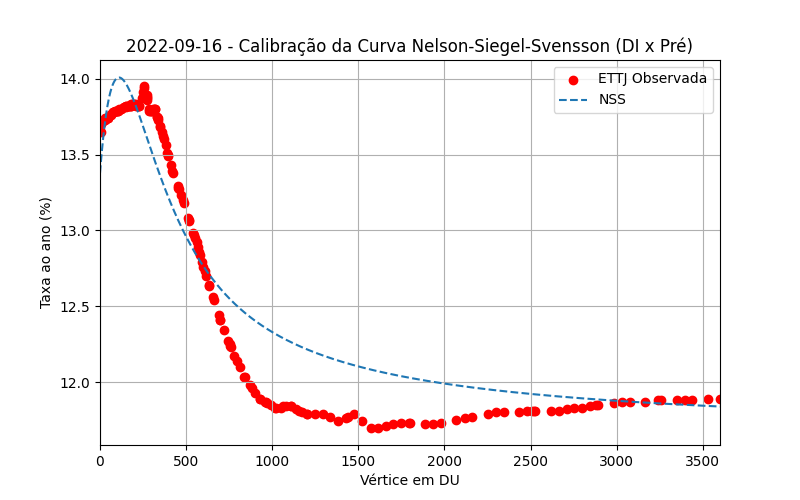 2022-09-16 - Calibração da Curva Nelson-Siegel-Svensson (DI x Pré)
ETTJ Observada
NSS
Taxa ao ano (%)
14.0
13.5
13.0
12.5
12.0
0 500 1000 1500 2000 2500 3000 3500
Vértice em DU